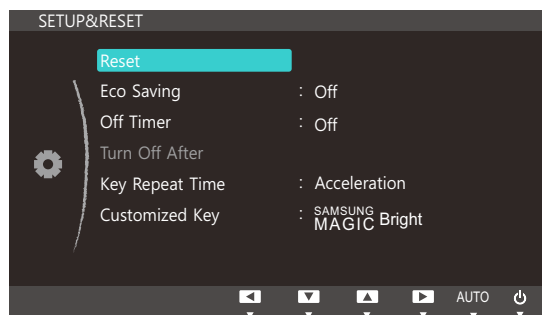 SETUP&RESET
Reset
Eco Saving : Off
Off Timer : Off
Turn Off After
Key Repeat Time : Acceleration
Customized Key : SAMSUNG MAGIC Bright
AUTO